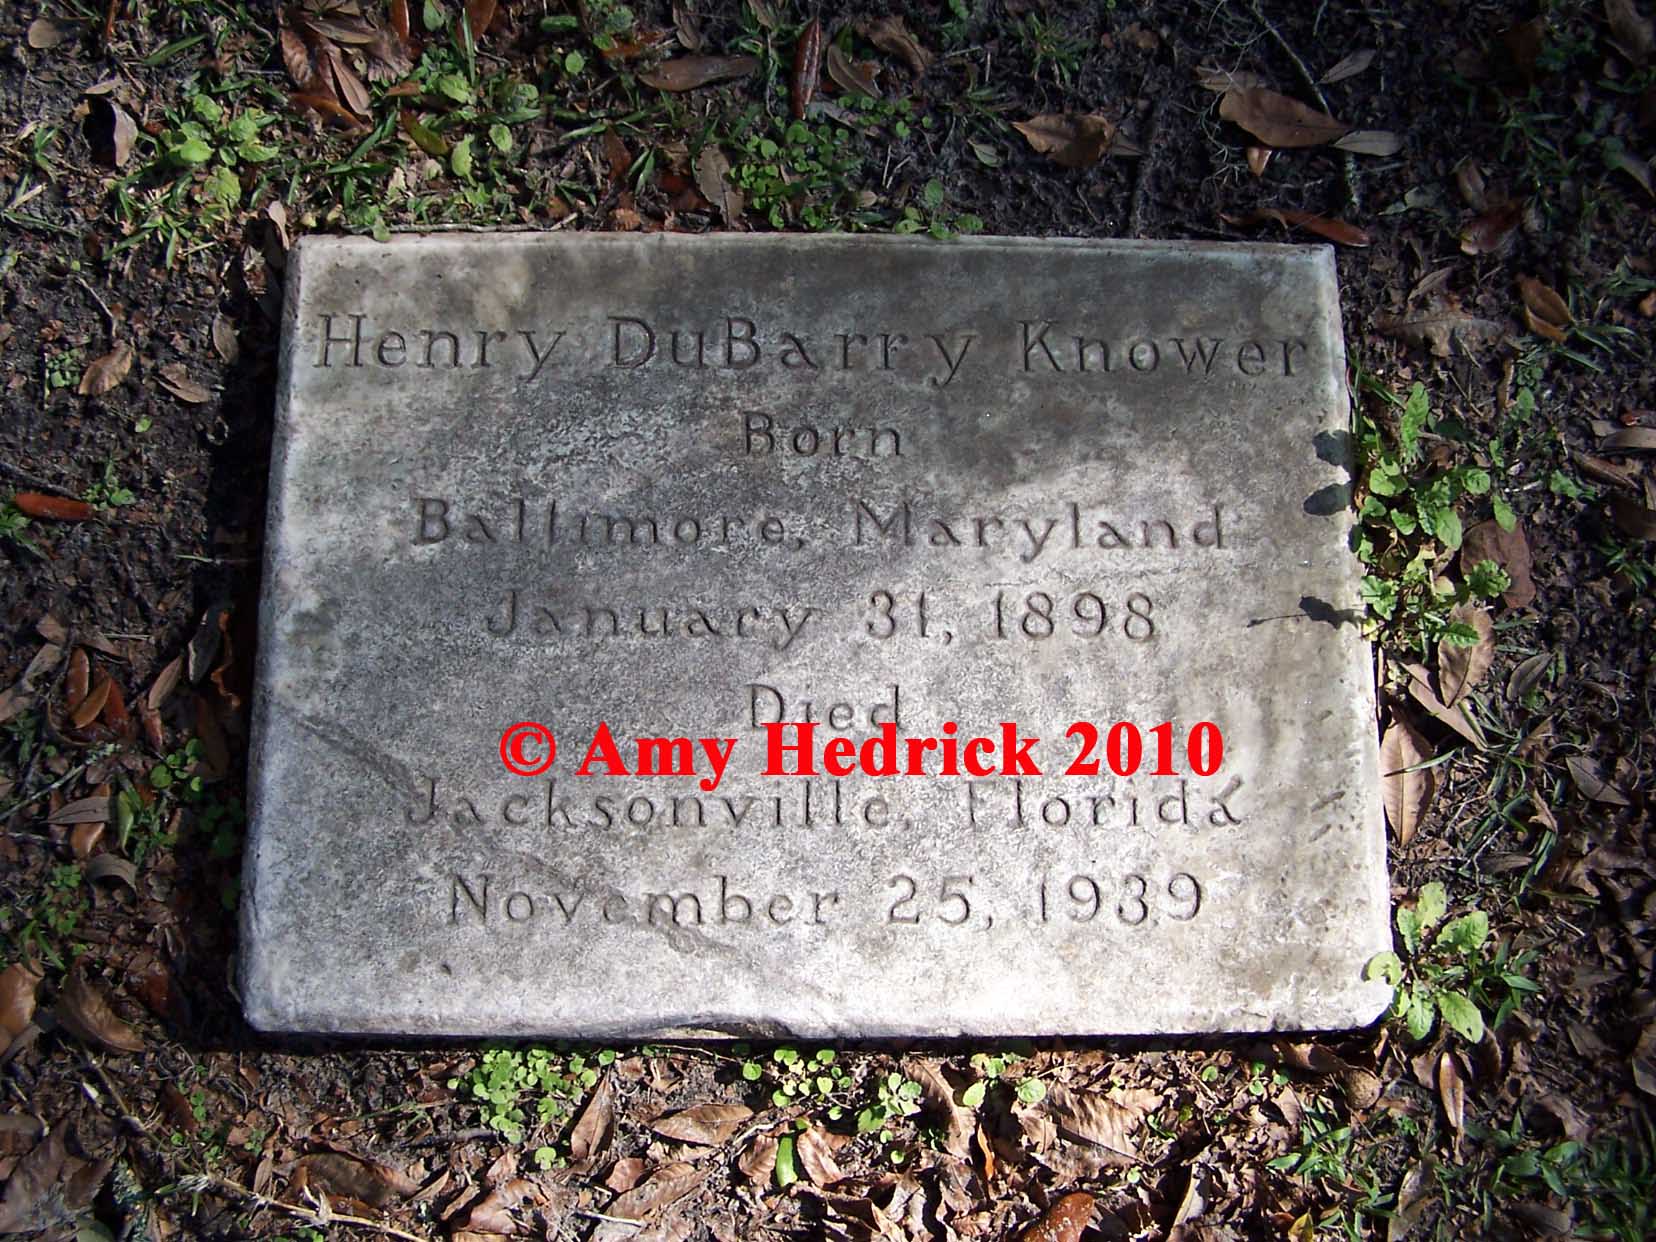 Henry DuBarry Knower
Born
Baltimore, Maryland
January 31, 1898
Died
© Amy Hedrick 2010
Jacksonville, Florida
November 25, 1939